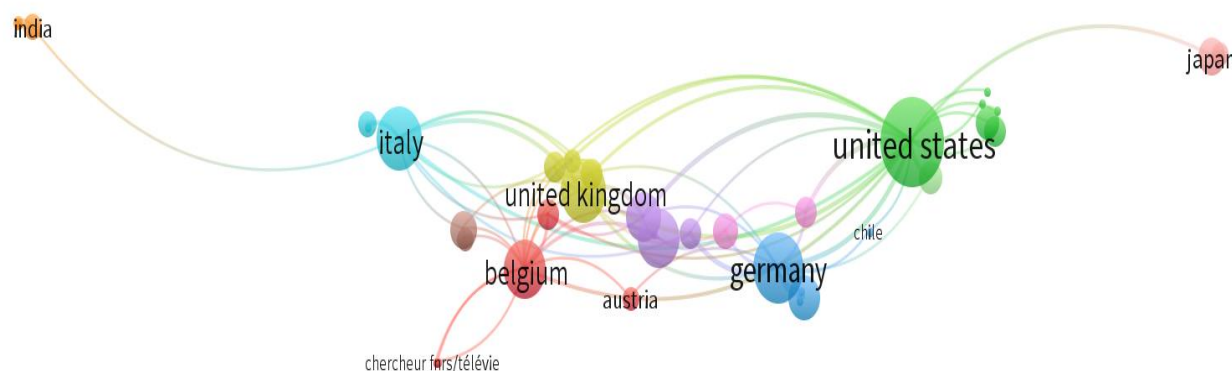 india
japan
italy
united states
united kingdom
chile
belgium
germany
austria
chercheur fnrs/télévie